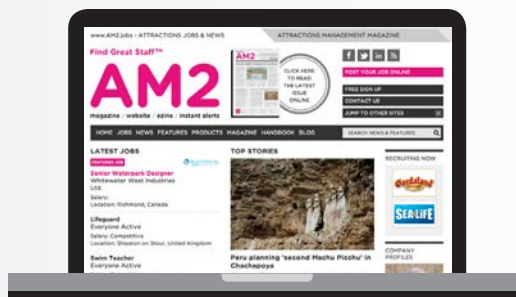 www.AM2.jobs - ATTRACTIONS JOBS & NEWS
ATTRACTIONS MANAGEMENT MAGAZINE
Find Great Staff™
AM2
magazine / website / ezine / instant alerts
AM2
CLICK HERE
TO READ
THE LATEST
ISSUE
ONLINE
POST YOUR JOB ONLINE
FREE SIGN UP
CONTACT US
JUMP TO OTHER SITES
HOME JOBS NEWS FEATURES PRODUCTS MAGAZINE HANDBOOK BLOG
SEARCH NEWS & FEATURES
LATEST JOBS
FEATURED JOB
Senior Waterpark Designer
Whitewater West Industries
Ltd.
Salary:
Location: Richmond, Canada
Lifeguard
Everyone Active
Salary: Competitive
Location: Shipston on Stour, United Kingdom
Swim Teacher
Everyone Active
TOP STORIES
Peru planning 'second Machu Picchu' in
Chachapoya
RECRUITING NOW
Gardaland
SEA LIFE
COMPANY
PROFILES